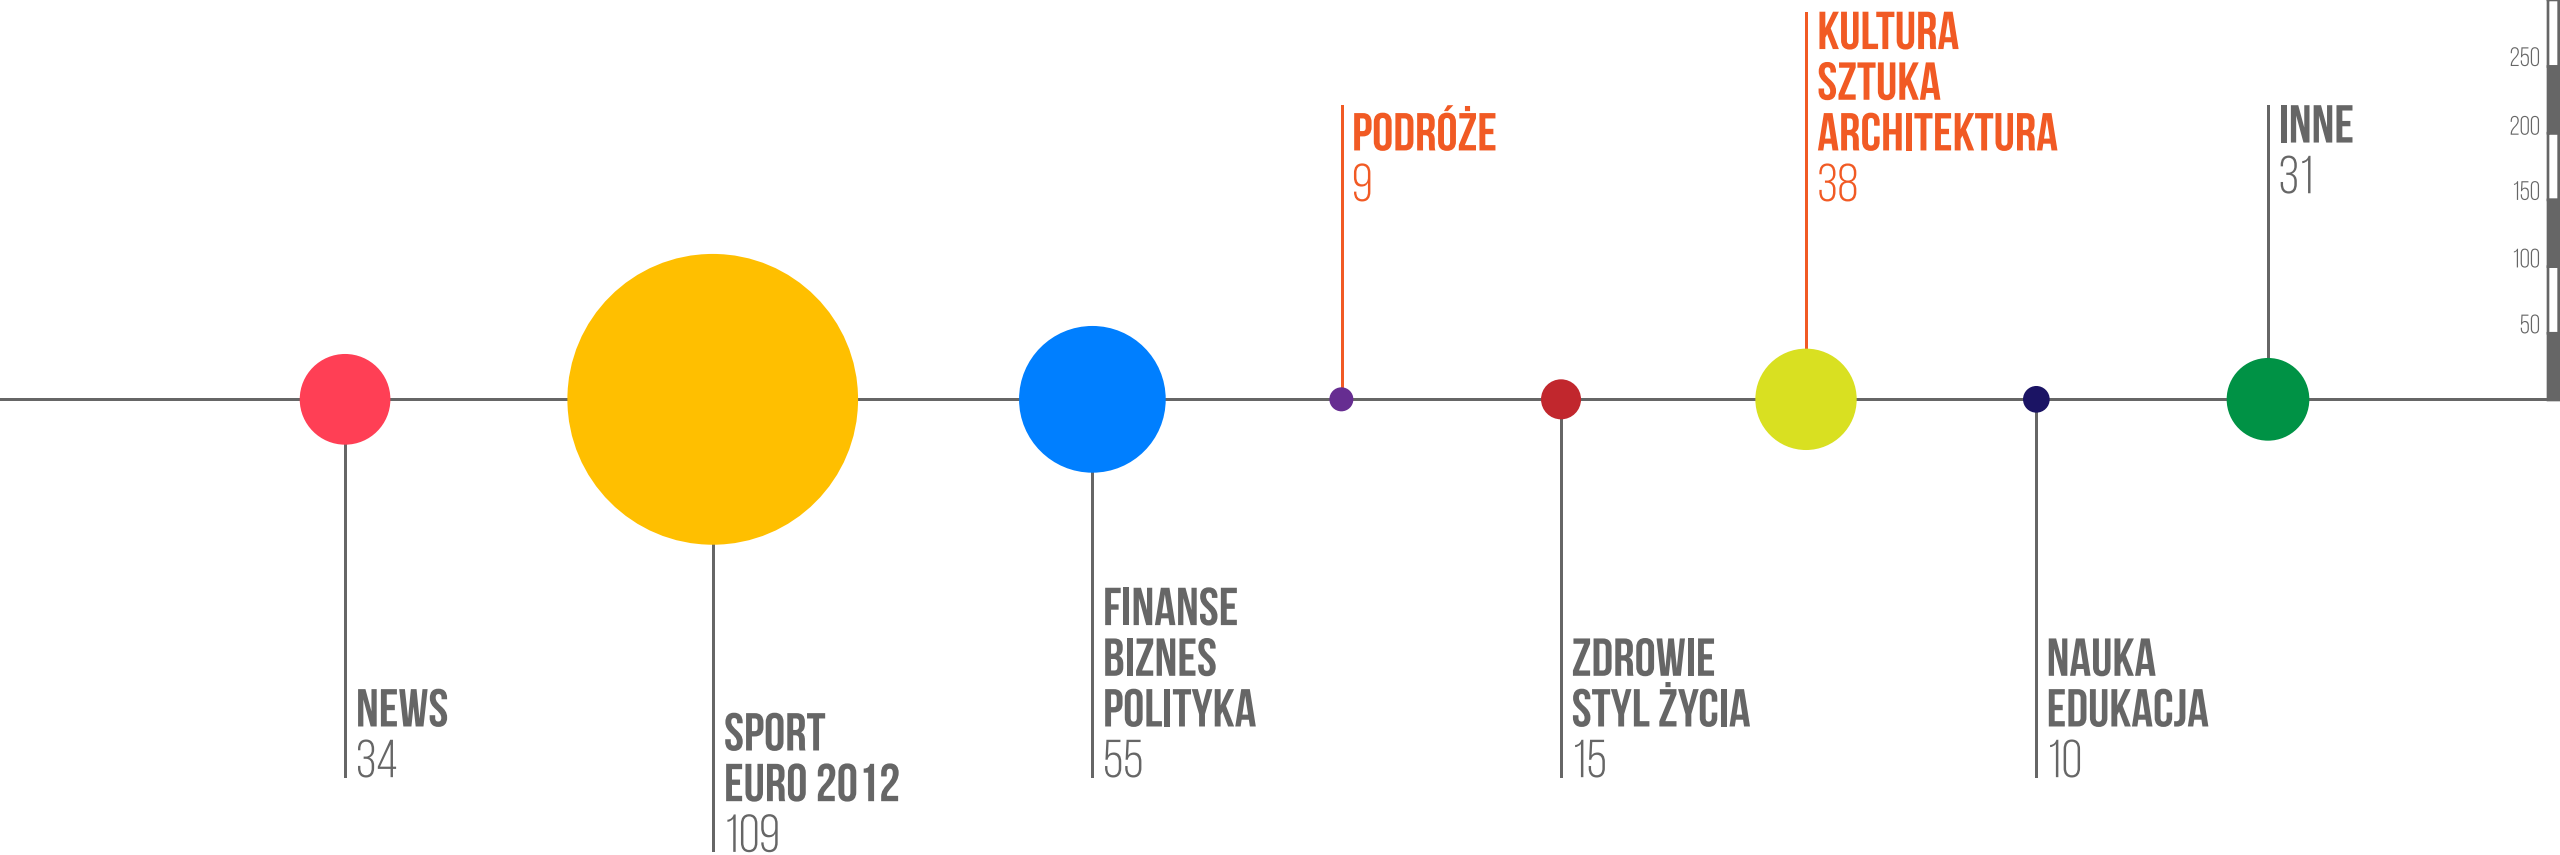 NEWS
34
SPORT
EURO 2012
109
FINANSE
BIZNES
POLITYKA
55
PODRÓŻE
9
ZDROWIE
STYL ŻYCIA
15
KULTURA
SZTUKA
ARCHITEKTURA
38
NAUKA
EDUKACJA
10
INNE
31
250
200
150
100
50